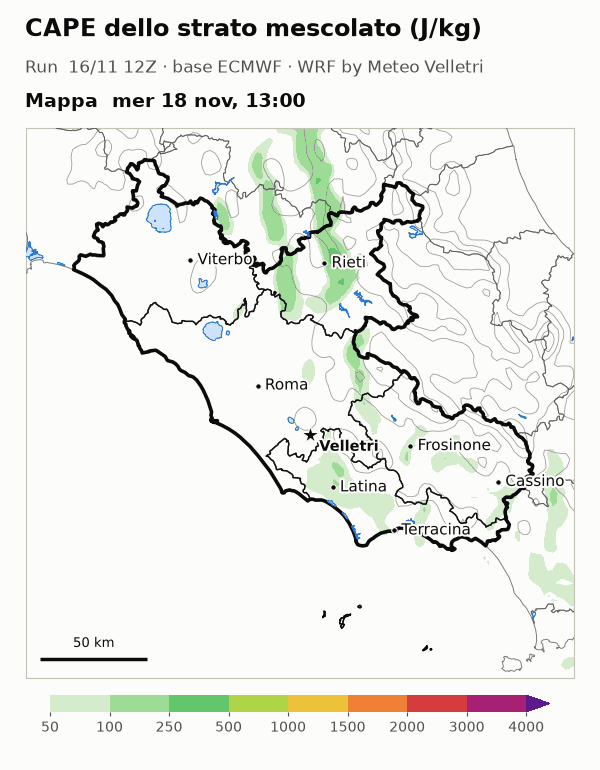 CAPE dello strato mescolato (J/kg)
Run  16/11 12Z · base ECMWF · WRF by Meteo Velletri
Mappa  mer 18 nov, 13:00
Viterbo
Rieti
Roma
Velletri
Frosinone
Latina
Cassino
Terracina
50 km
50 100 250 500 1000 1500 2000 3000 4000